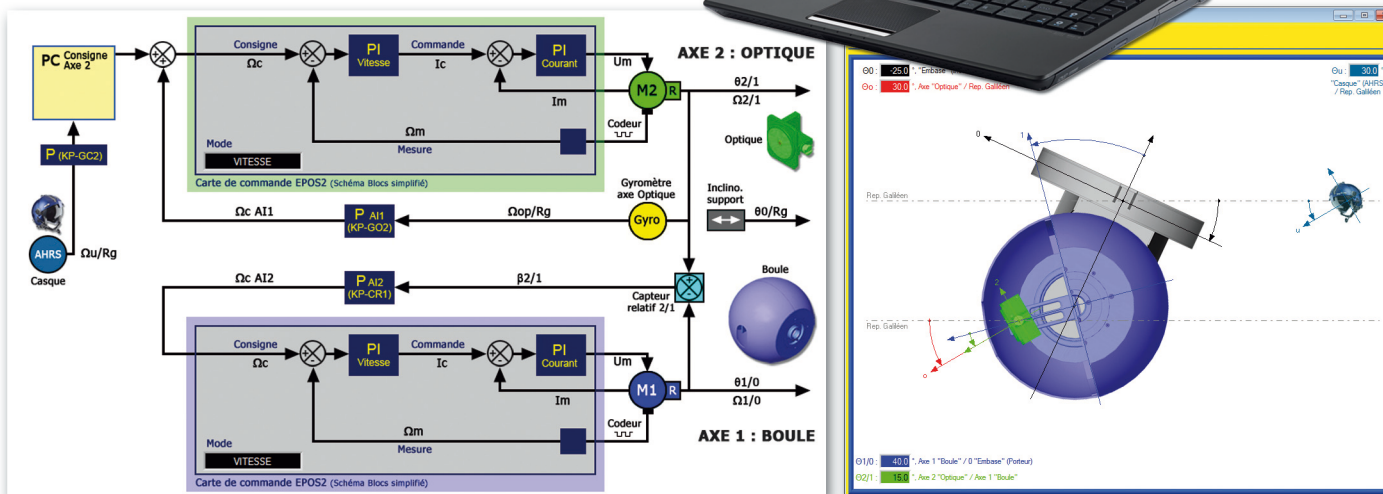 PC Consigne
Axe 2
P (KP-GC2)
AHRS
Casque
Ωu/Rg
Consigne
Ωc
PI
Vitesse
Commande
Ic
PI
Courant
Um
Im
M2
R
Codeur
Ωm
Mesure
Mode
VITESSE
Carte de commande EPOS2 (Schéma Blocs simplifié)
AXE 2 : OPTIQUE
θ2/1
Ω2/1
Optique
Gyromètre
axe Optique
Gyro
Inclino.
support
θ0/Rg
Ωc AI1
P AI1
(KP-GO2)
Ωop/Rg
Ωc AI2
P AI2
(KP-CR1)
β2/1
Capteur
relatif 2/1
Boule
Consigne
Ωc
PI
Vitesse
Commande
Ic
PI
Courant
Um
Im
M1
R
Codeur
Ωm
Mesure
Mode
VITESSE
Carte de commande EPOS2 (Schéma Blocs simplifié)
θ1/0
Ω1/0
AXE 1 : BOULE
Θ0 : -25.0 °, "Embase"
Θo : 30.0 °, Axe "Optique" / Rep. Galiléen
Θu : 30.0 °
"Casque" (AHRS)
/ Rep. Galiléen
0
1
Rep. Galiléen
u
2
Rep. Galiléen
o
Θ1/0 : 40.0 °, Axe 1 "Boule" / 0 "Embase" (Porteur)
Θ2/1 : 15.0 °, Axe 2 "Optique" / Axe 1 "Boule"